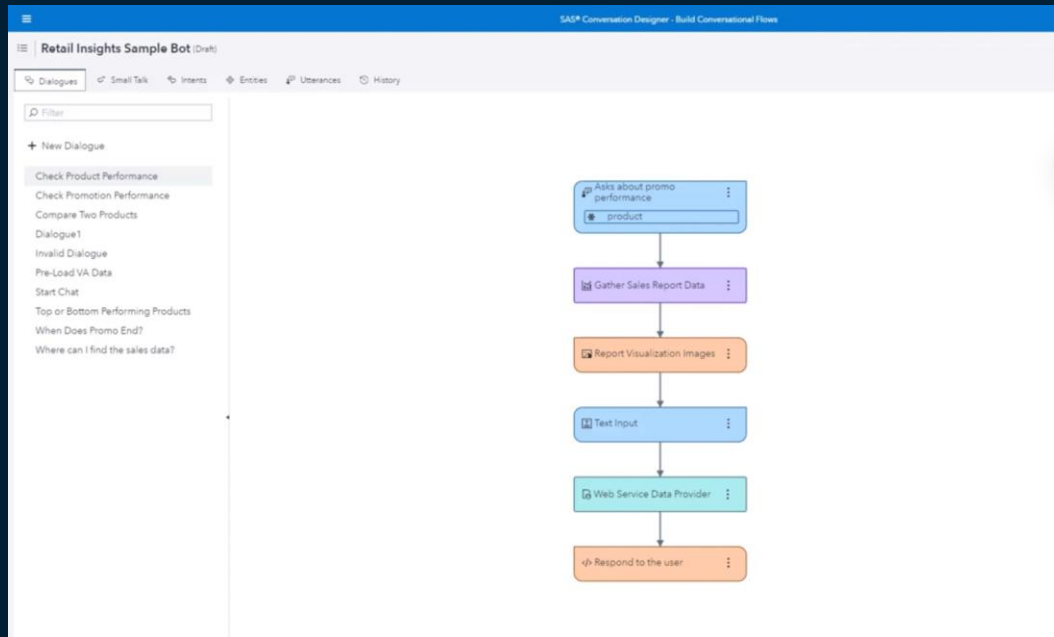 SAS® Conversation Designer - Build Conversational Flows
Retail Insights Sample Bot (Draft)
Dialogues Small Talk Intents Entities Utterances History
Filter
+ New Dialogue
Check Product Performance
Check Promotion Performance
Compare Two Products
Dialogue1
Invalid Dialogue
Pre-Load VA Data
Start Chat
Top or Bottom Performing Products
When Does Promo End?
Where can I find the sales data?
Asks about promo
performance
product
Gather Sales Report Data
Report Visualization Images
Text Input
Web Service Data Provider
</> Respond to the user